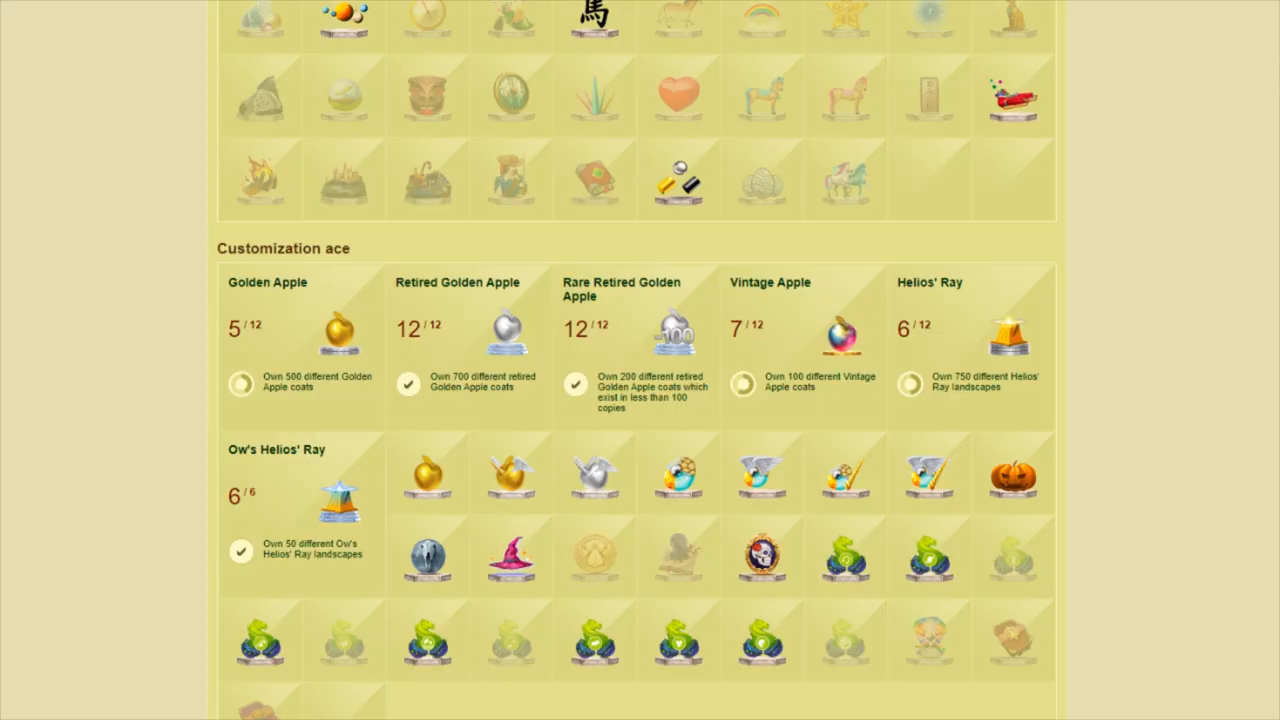 馬
Customization ace
Golden Apple
5 / 12
Own 500 different Golden
Apple coats
Retired Golden Apple
12 / 12
Own 700 different retired
Golden Apple coats
Rare Retired Golden
Apple
12 / 12
-100
Own 200 different retired
Golden Apple coats which
exist in less than 100
copies
Vintage Apple
7 / 12
Own 100 different Vintage
Apple coats
Helios' Ray
6 / 12
Own 750 different Helios'
Ray landscapes
Ow's Helios' Ray
6 / 6
Own 50 different Ow's
Helios' Ray landscapes